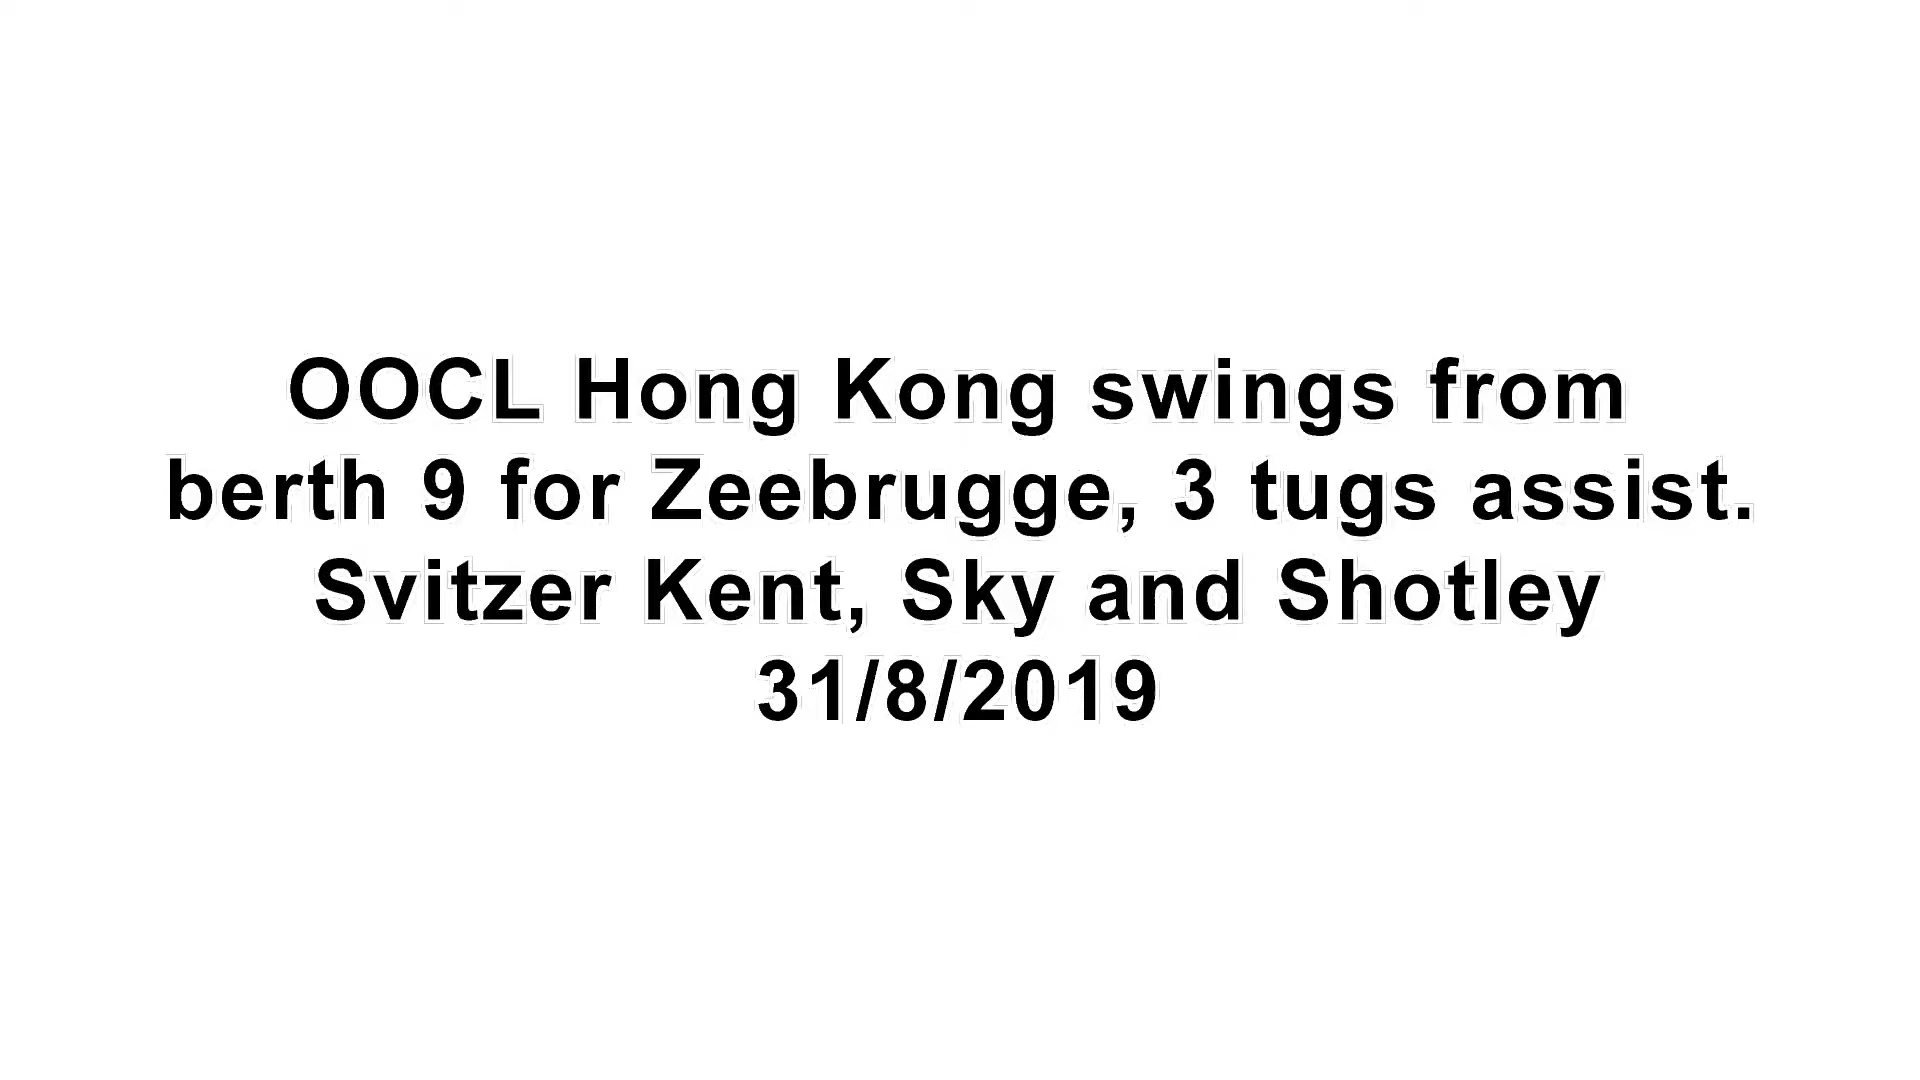 OOCL Hong Kong swings from
berth 9 for Zeebrugge, 3 tugs assist.
Svitzer Kent, Sky and Shotley
31/8/2019